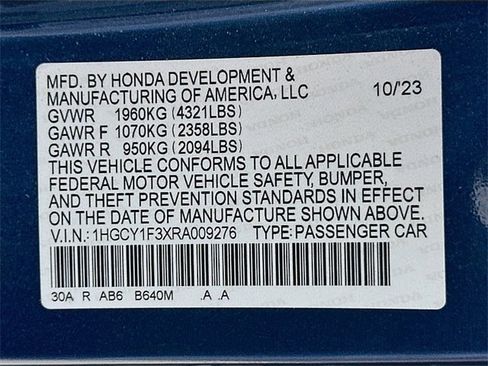 MFD. BY HONDA DEVELOPMENT &
MANUFACTURING OF AMERICA, LLC 10/'23
GVWR 1960KG (4321LBS)
GAWR F 1070KG (2358LBS)
GAWR R 950KG (2094LBS)
THIS VEHICLE CONFORMS TO ALL APPLICABLE
FEDERAL MOTOR VEHICLE SAFETY, BUMPER,
AND THEFT PREVENTION STANDARDS IN EFFECT
ON THE DATE OF MANUFACTURE SHOWN ABOVE.
V.I.N.: 1HGCY1F3XRA009276 TYPE: PASSENGER CAR
30A R AB6 B640M .A .A